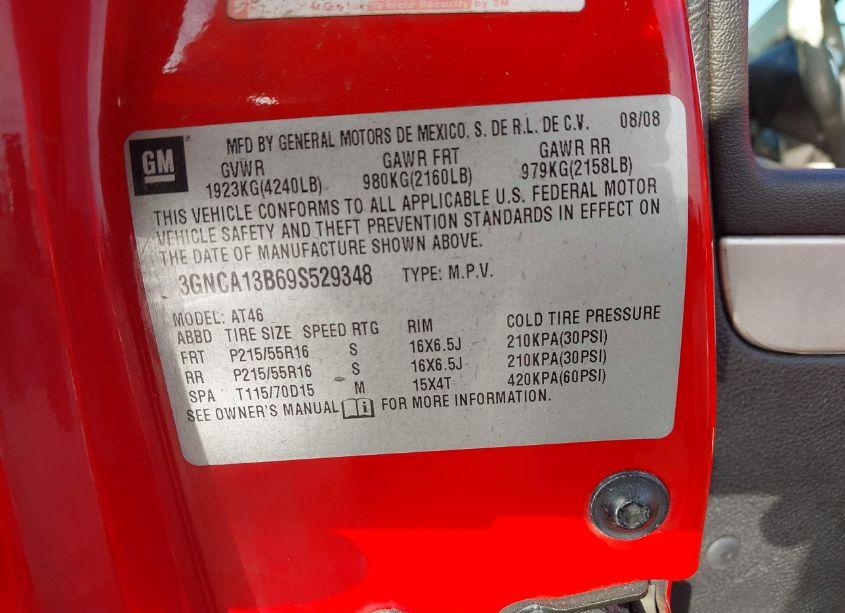 Vehicle Security by 3M
GM
MFD BY GENERAL MOTORS DE MEXICO, S. DE R.L. DE C.V. 08/08
GVWR GAWR FRT GAWR RR
1923KG(4240LB) 980KG(2160LB) 979KG(2158LB)
THIS VEHICLE CONFORMS TO ALL APPLICABLE U.S. FEDERAL MOTOR
VEHICLE SAFETY AND THEFT PREVENTION STANDARDS IN EFFECT ON
THE DATE OF MANUFACTURE SHOWN ABOVE.
3GNCA13B69S529348 TYPE: M.P.V.
MODEL: AT46
ABBD TIRE SIZE SPEED RTG RIM COLD TIRE PRESSURE
FRT P215/55R16 S 16X6.5J 210KPA(30PSI)
RR P215/55R16 S 16X6.5J 210KPA(30PSI)
SPA T115/70D15 M 15X4T 420KPA(60PSI)
SEE OWNER'S MANUAL FOR MORE INFORMATION.